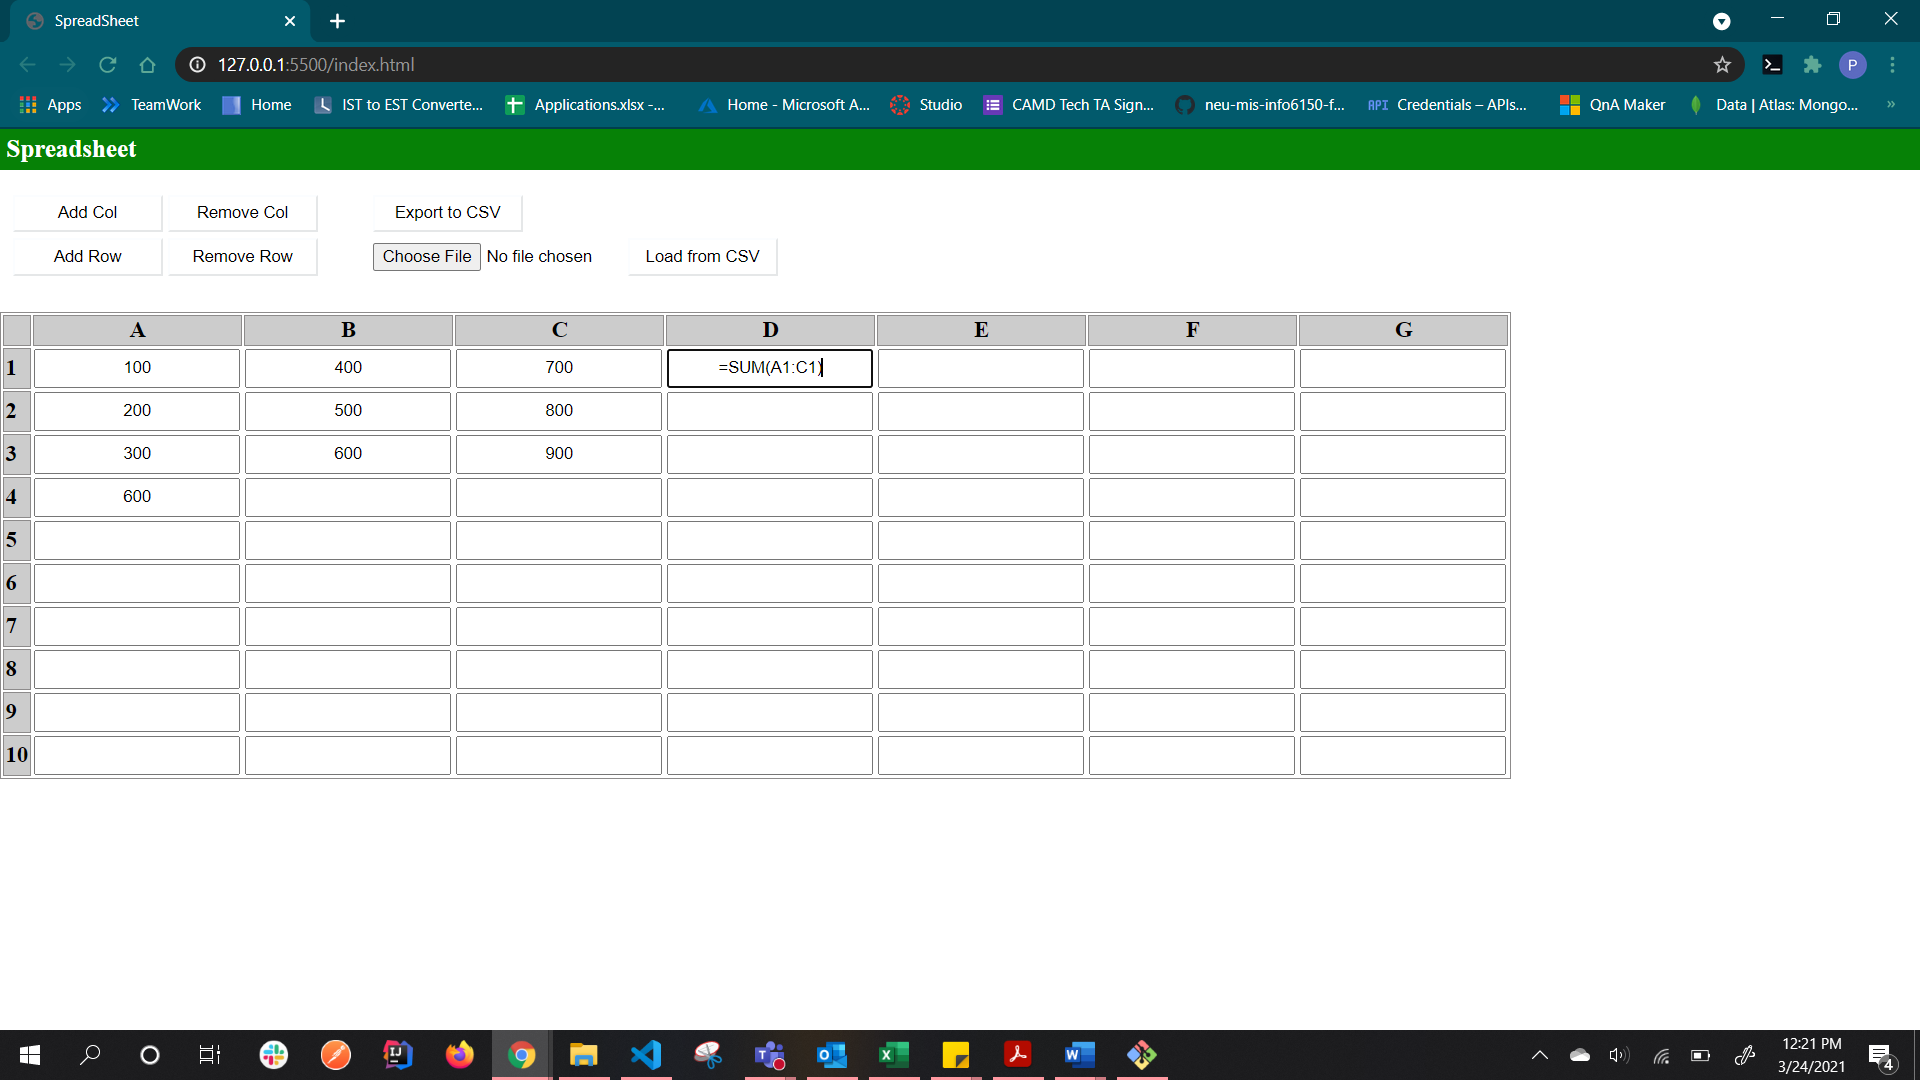 SpreadSheet
127.0.0.1:5500/index.html
P
Apps TeamWork Home IST to EST Converte... Applications.xlsx -... Home - Microsoft A... Studio CAMD Tech TA Sign... neu-mis-info6150-f... API Credentials – APIs... QnA Maker Data | Atlas: Mongo... »
Spreadsheet
Add Col Remove Col Export to CSV
Add Row Remove Row Choose File No file chosen Load from CSV
A B C D E F G
1 100 400 700 =SUM(A1:C1)
2 200 500 800
3 300 600 900
4 600
5
6
7
8
9
10
12:21 PM
3/24/2021
4